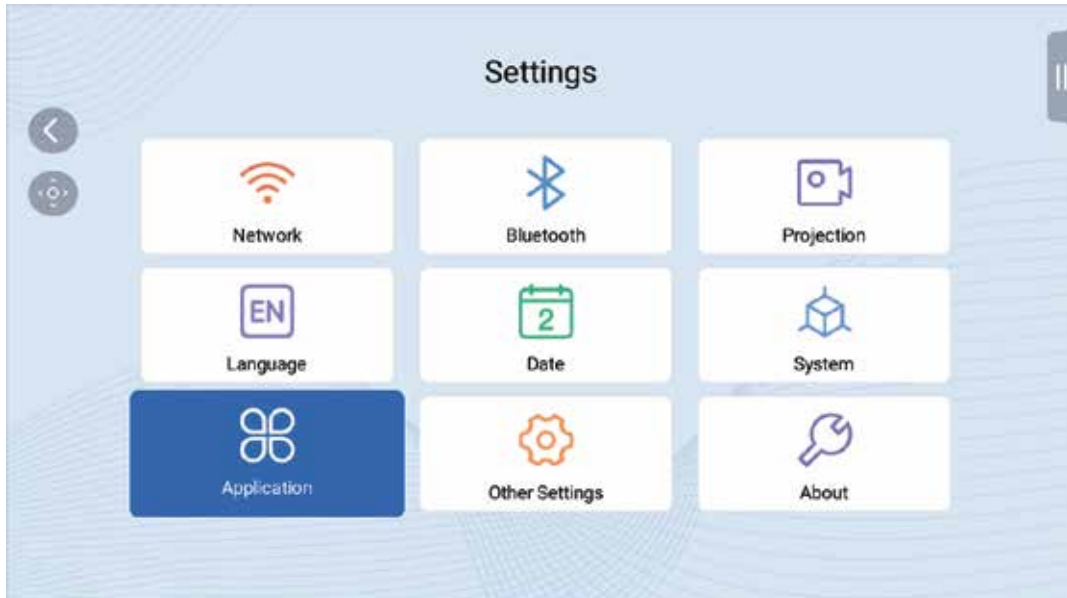 Settings
Network
Bluetooth
Projection
EN
2
Language
Date
System
Application
Other Settings
About